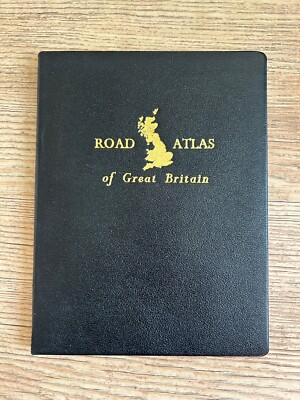 ROAD ATLAS
of Great Britain